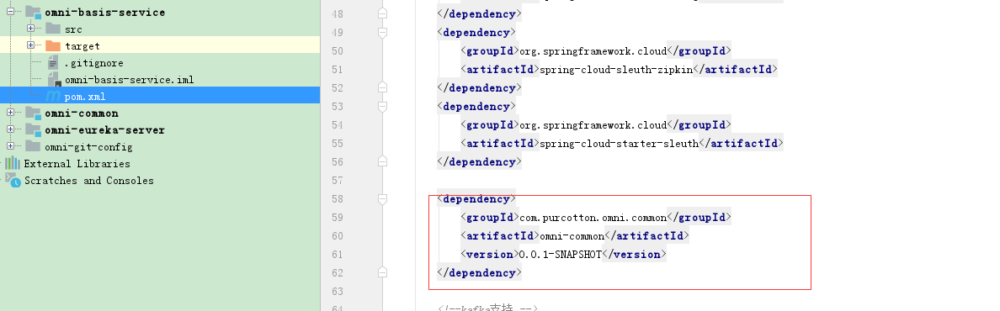 omni-basis-service
src
target
.gitignore
omni-basis-service.iml
pom.xml
omni-common
omni-eureka-server
omni-git-config
External Libraries
Scratches and Consoles
48 </dependency>
49 <dependency>
50 <groupId>org.springframework.cloud</groupId>
51 <artifactId>spring-cloud-sleuth-zipkin</artifactId>
52 </dependency>
53 <dependency>
54 <groupId>org.springframework.cloud</groupId>
55 <artifactId>spring-cloud-starter-sleuth</artifactId>
56 </dependency>
57
58 <dependency>
59 <groupId>com.purcotton.omni.common</groupId>
60 <artifactId>omni-common</artifactId>
61 <version>0.0.1-SNAPSHOT</version>
62 </dependency>
63
64 <!--kafka支持 -->